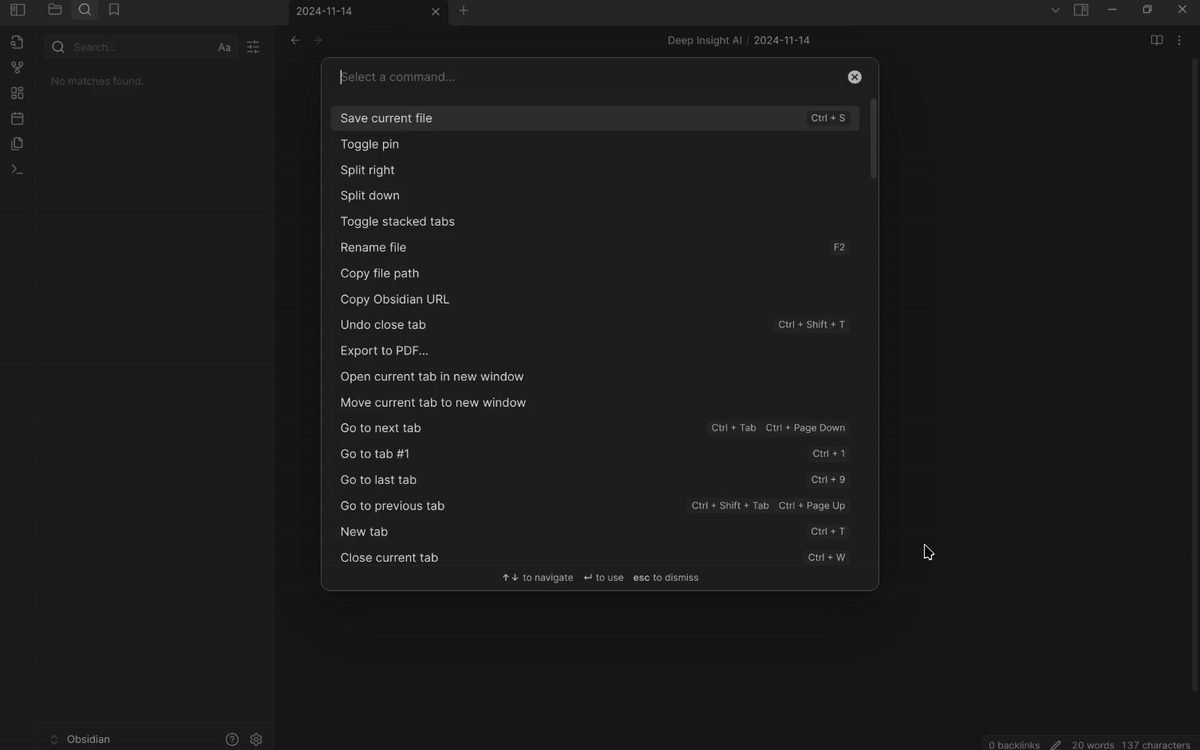 2024-11-14
Search...
Aa
No matches found.
Deep Insight AI / 2024-11-14
Select a command...
Save current file Ctrl + S
Toggle pin
Split right
Split down
Toggle stacked tabs
Rename file F2
Copy file path
Copy Obsidian URL
Undo close tab Ctrl + Shift + T
Export to PDF...
Open current tab in new window
Move current tab to new window
Go to next tab Ctrl + Tab Ctrl + Page Down
Go to tab #1 Ctrl + 1
Go to last tab Ctrl + 9
Go to previous tab Ctrl + Shift + Tab Ctrl + Page Up
New tab Ctrl + T
Close current tab Ctrl + W
↑↓ to navigate ↵ to use esc to dismiss
Obsidian
0 backlinks 20 words 137 characters